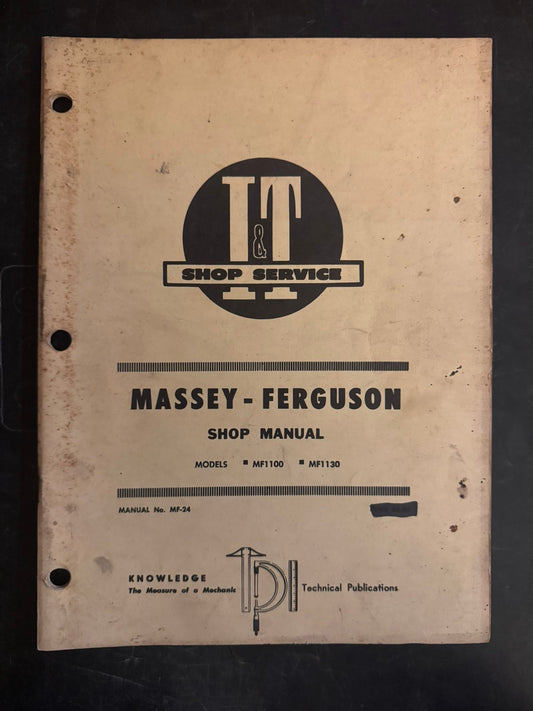 I&T
SHOP SERVICE
MASSEY-FERGUSON
SHOP MANUAL
MODELS ■ MF1100 ■ MF1130
MANUAL No. MF-24
KNOWLEDGE
The Measure of a Mechanic
TP
Technical Publications